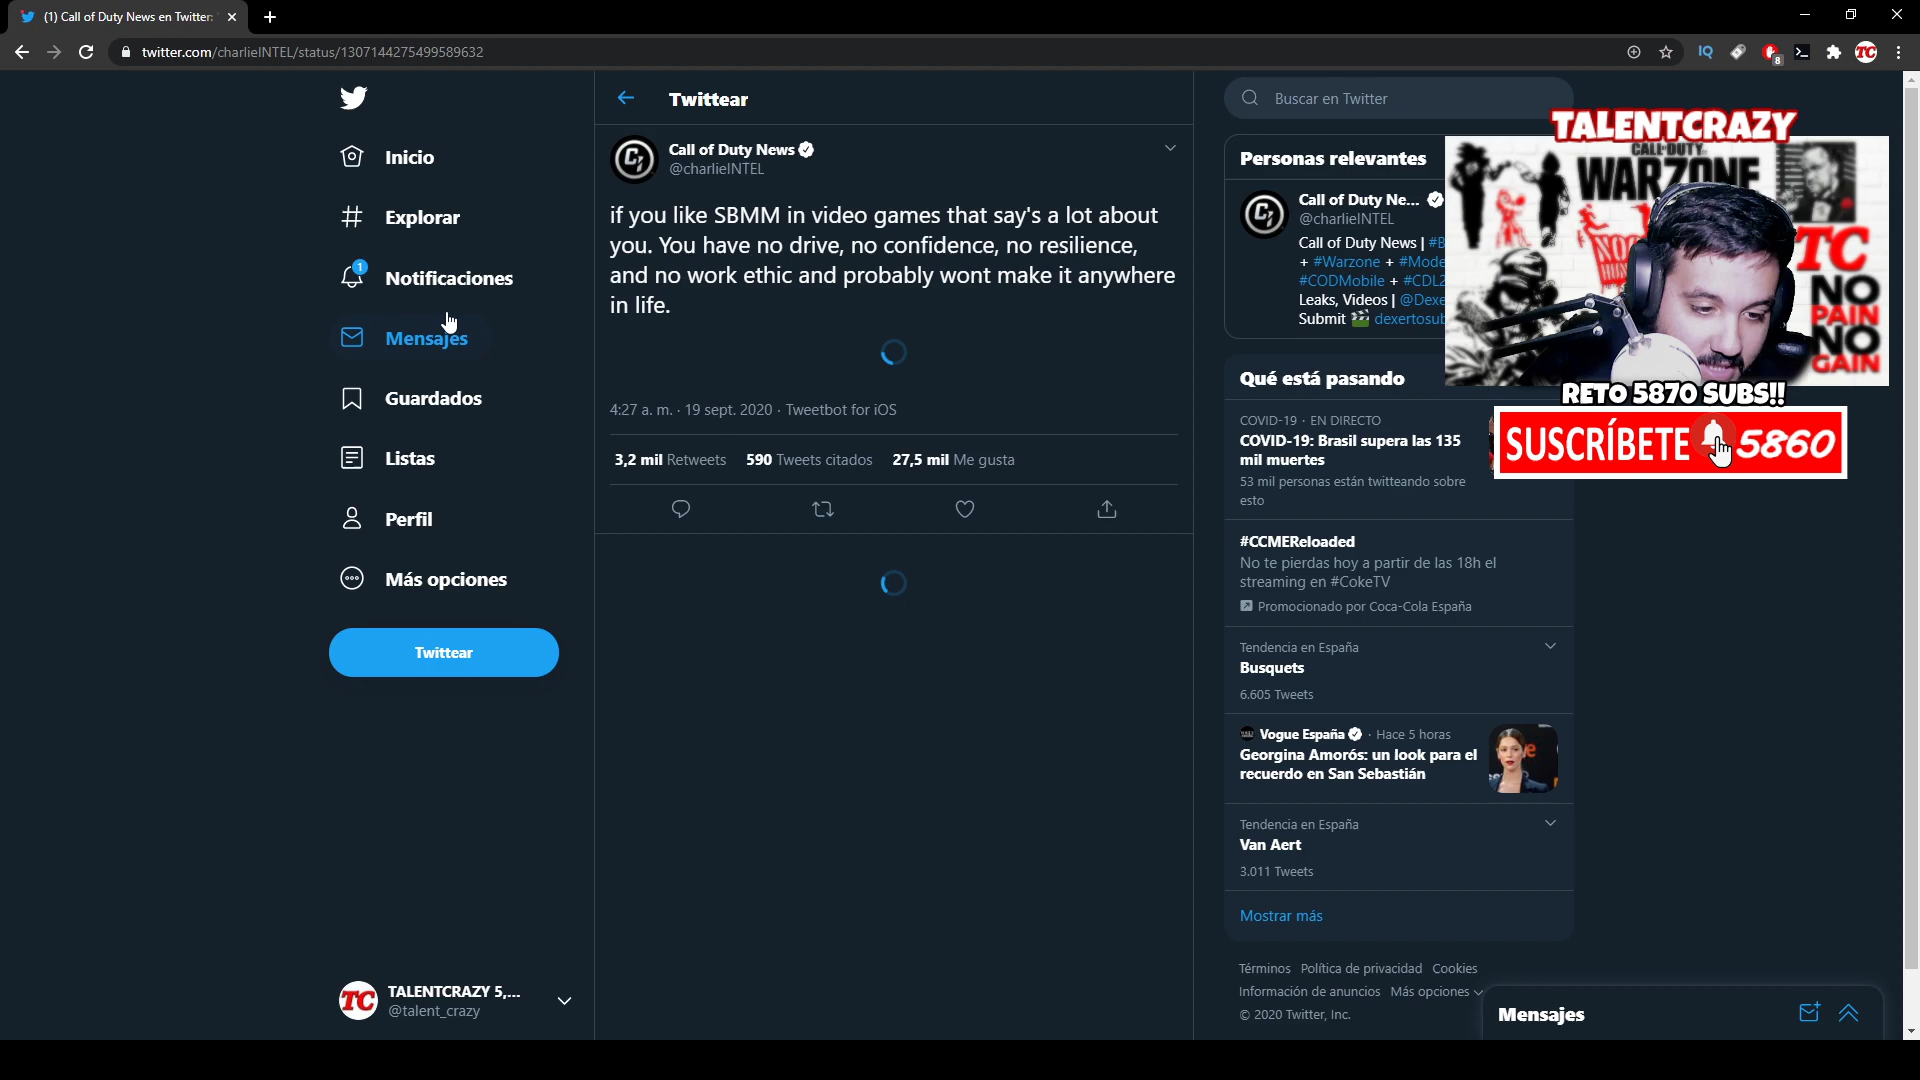 (1) Call of Duty News en Twitter:
twitter.com/charlieINTEL/status/1307144275499589632
8
Inicio
Explorar
1
Notificaciones
Mensajes
Guardados
Listas
Perfil
Más opciones
Twittear
TALENTCRAZY 5,...
@talent_crazy
Twittear
Call of Duty News
@charlieINTEL
if you like SBMM in video games that say's a lot about
you. You have no drive, no confidence, no resilience,
and no work ethic and probably wont make it anywhere
in life.
4:27 a. m. · 19 sept. 2020 · Tweetbot for iOS
3,2 mil Retweets 590 Tweets citados 27,5 mil Me gusta
Buscar en Twitter
Personas relevantes
Call of Duty Ne...
@charlieINTEL
Call of Duty News | #B
+ #Warzone + #Mode
#CODMobile + #CDL2
Leaks, Videos | @Dexe
Submit dexertosub
TALENTCRAZY
CALL OF DUTY
WARZONE
TC
NO
PAIN
NO
GAIN
RETO 5870 SUBS!!
SUSCRÍBETE 5860
Qué está pasando
COVID-19 · EN DIRECTO
COVID-19: Brasil supera las 135
mil muertes
53 mil personas están twitteando sobre
esto
#CCMEReloaded
No te pierdas hoy a partir de las 18h el
streaming en #CokeTV
Promocionado por Coca-Cola España
Tendencia en España
Busquets
6.605 Tweets
Vogue España · Hace 5 horas
Georgina Amorós: un look para el
recuerdo en San Sebastián
Tendencia en España
Van Aert
3.011 Tweets
Mostrar más
Términos Política de privacidad Cookies
Información de anuncios Más opciones
© 2020 Twitter, Inc.
Mensajes